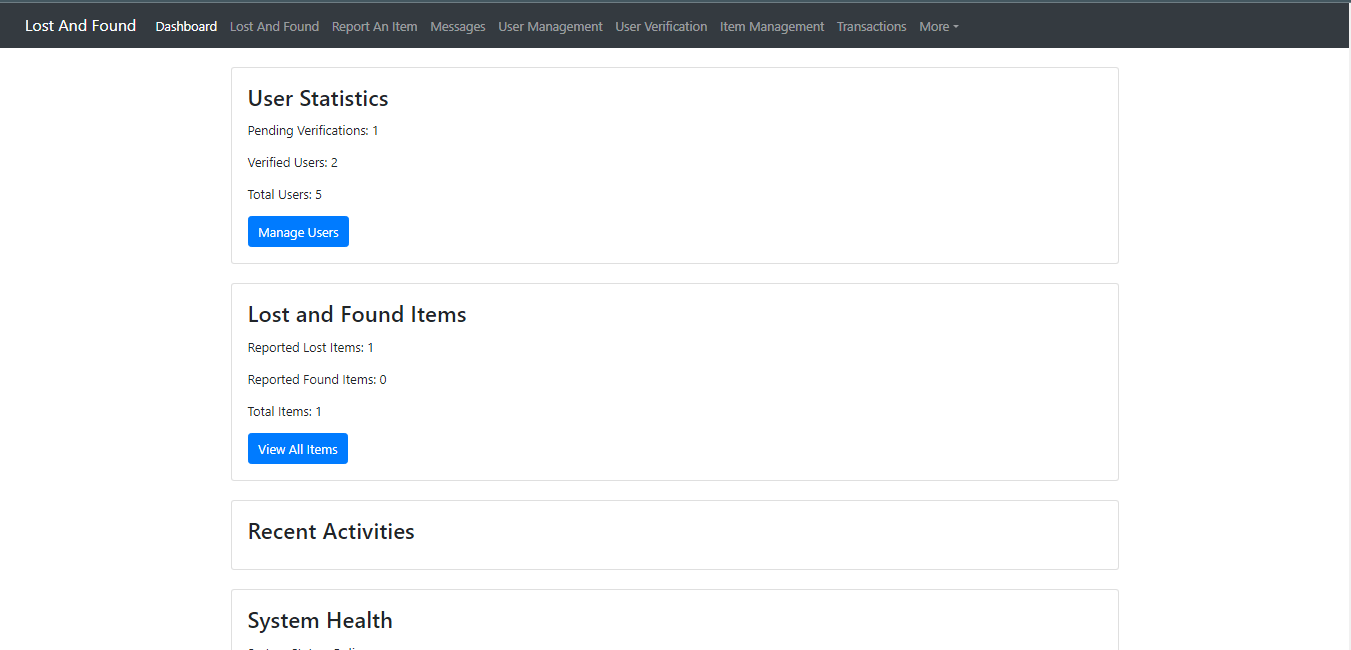 Lost And Found Dashboard Lost And Found Report An Item Messages User Management User Verification Item Management Transactions More
User Statistics
Pending Verifications: 1
Verified Users: 2
Total Users: 5
Manage Users
Lost and Found Items
Reported Lost Items: 1
Reported Found Items: 0
Total Items: 1
View All Items
Recent Activities
System Health